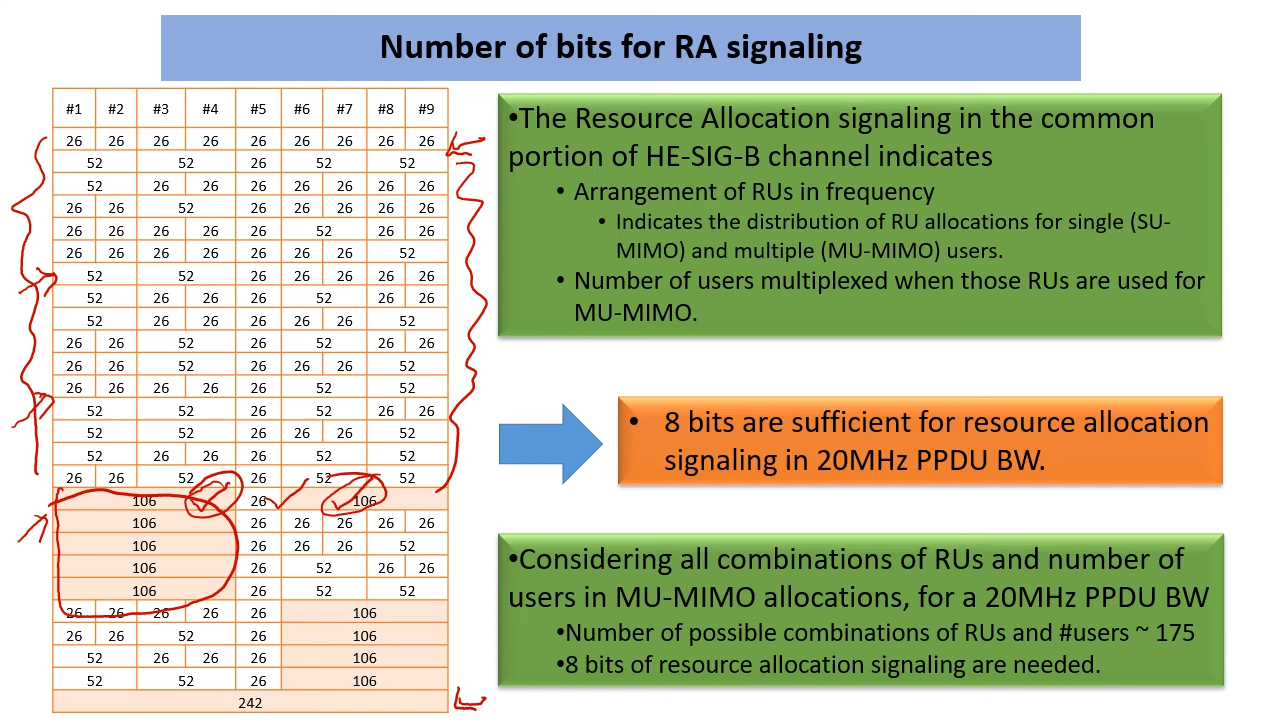 Number of bits for RA signaling
#1 #2 #3 #4 #5 #6 #7 #8 #9
26 26 26 26 26 26 26 26 26
52 52 26 52 52
52 26 26 26 26 26 26 26
26 26 52 26 26 26 26 26
26 26 26 26 26 52 26 26
26 26 26 26 26 26 26 52
52 52 26 26 26 26 26
52 26 26 26 52 26 26
52 26 26 26 26 26 52
26 26 52 26 52 26 26
26 26 52 26 26 26 52
26 26 26 26 26 52 52
52 52 26 52 26 26
52 52 26 26 26 52
52 26 26 26 52 52
26 26 52 26 52 52
106 26 106
106 26 26 26 26 26
106 26 26 26 52
106 26 52 26 26
106 26 52 52
26 26 26 26 26 106
26 26 52 26 106
52 26 26 26 106
52 52 26 106
242
•The Resource Allocation signaling in the common
portion of HE-SIG-B channel indicates
• Arrangement of RUs in frequency
• Indicates the distribution of RU allocations for single (SU-
MIMO) and multiple (MU-MIMO) users.
• Number of users multiplexed when those RUs are used for
MU-MIMO.
• 8 bits are sufficient for resource allocation
signaling in 20MHz PPDU BW.
•Considering all combinations of RUs and number of
users in MU-MIMO allocations, for a 20MHz PPDU BW
•Number of possible combinations of RUs and #users ~ 175
•8 bits of resource allocation signaling are needed.